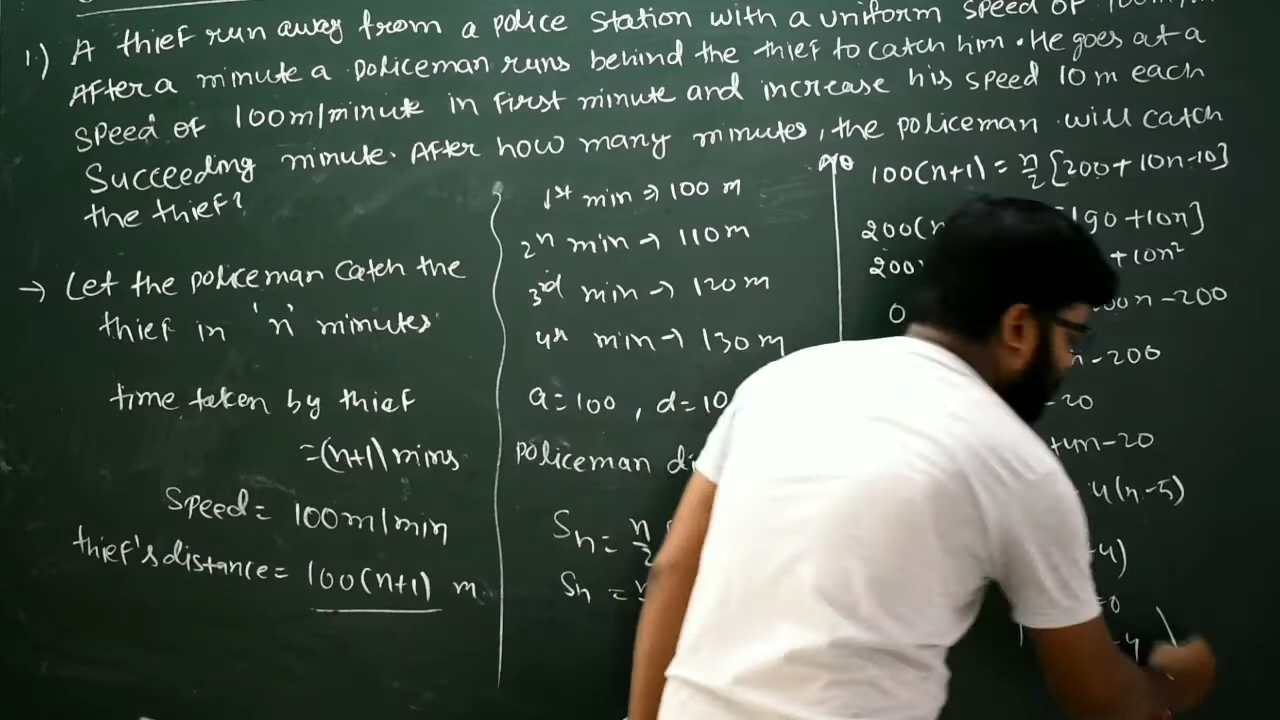 1.) A thief run away from a police station with a uniform speed of 100m/
After a minute a policeman runs behind the thief to catch him. He goes at a
speed of 100m/minute in first minute and increase his speed 10 m each
succeeding minute. After how many minutes, the policeman will catch
the thief?
→ Let the policeman catch the
thief in 'n' minutes
time taken by thief
=(n+1) mins
Speed = 100m/min
thief's distance = 100(n+1) m
1st min → 100 m
2n min → 110m
3rd min → 120m
4th min → 130m
a=100, d=10
policeman di
Sn = n/2
Sn =
100(n+1) = n/2 [200+10n-10]
200(n [190+10n]
200 +10n²
0 00n-200
n-200
-20
+4n-20
4(n-5)
-4)
=0
-4